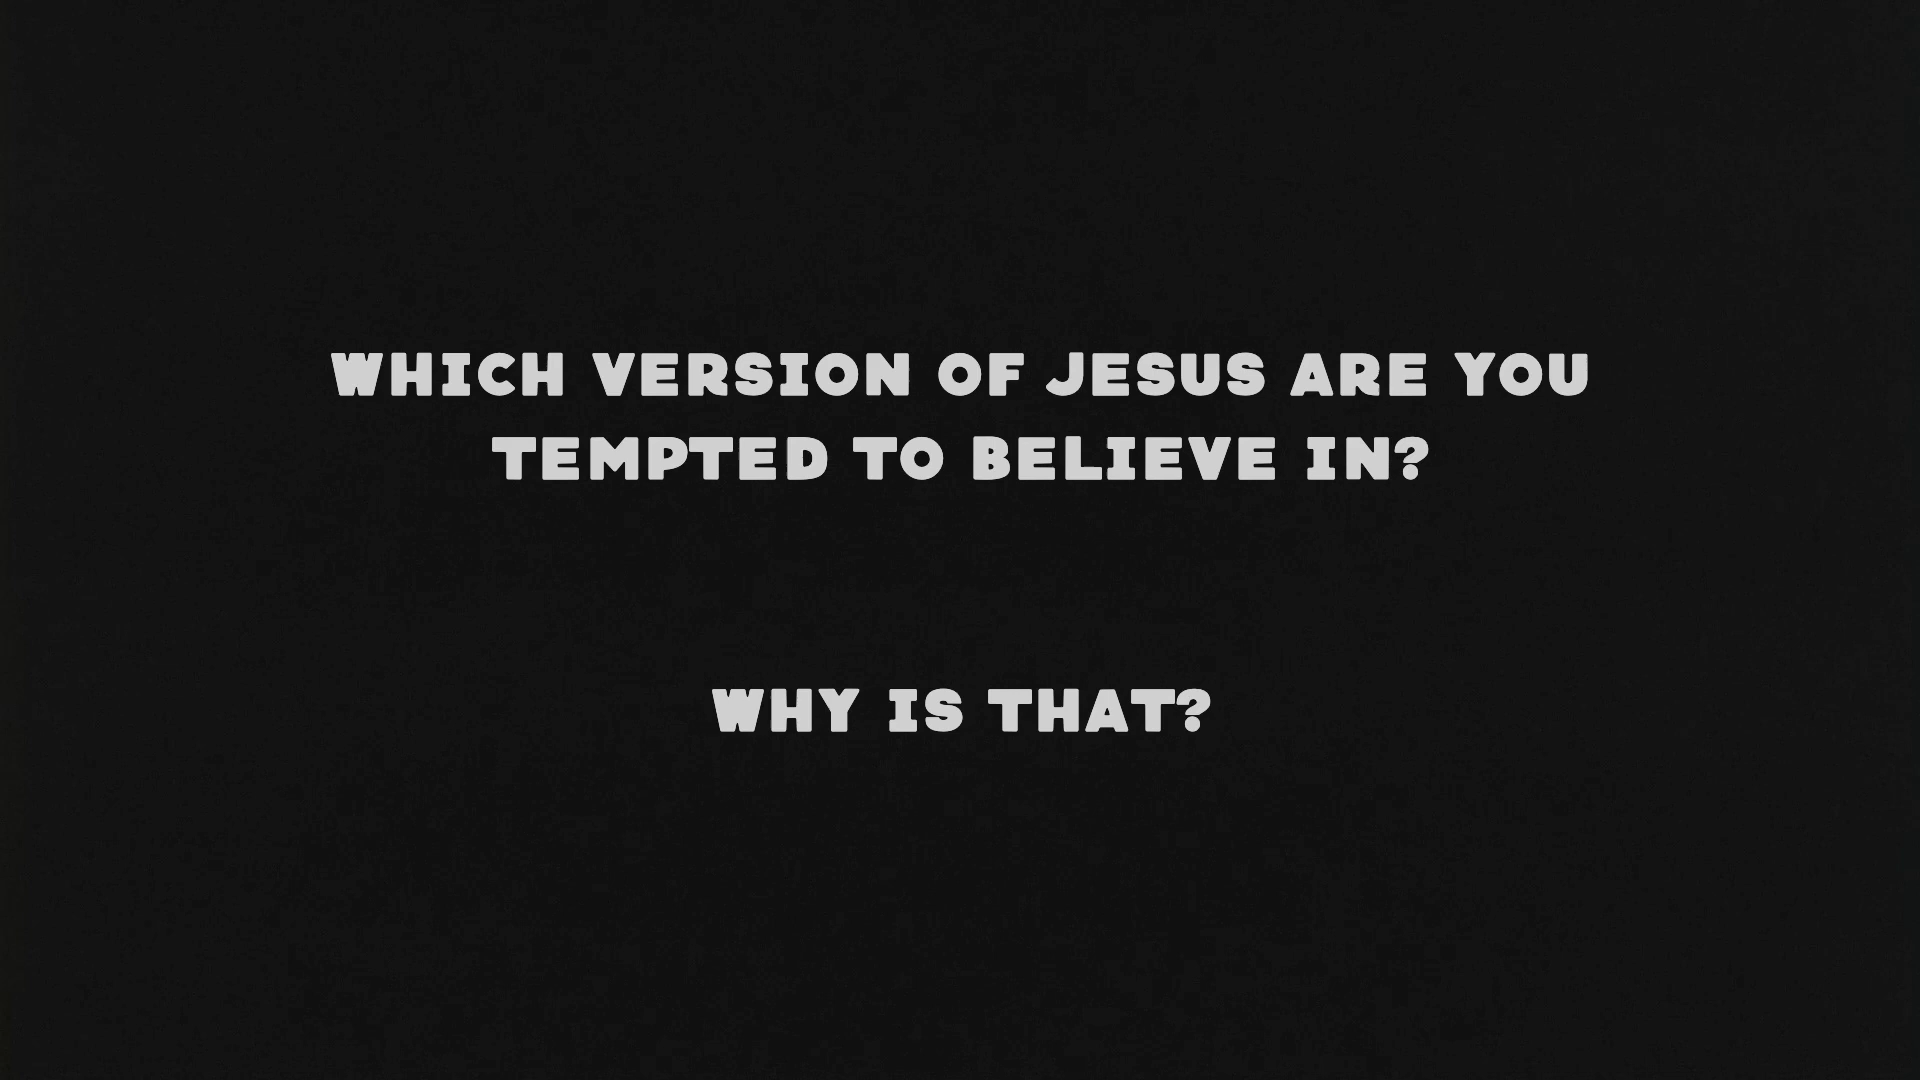 WHICH VERSION OF JESUS ARE YOU
TEMPTED TO BELIEVE IN?
WHY IS THAT?